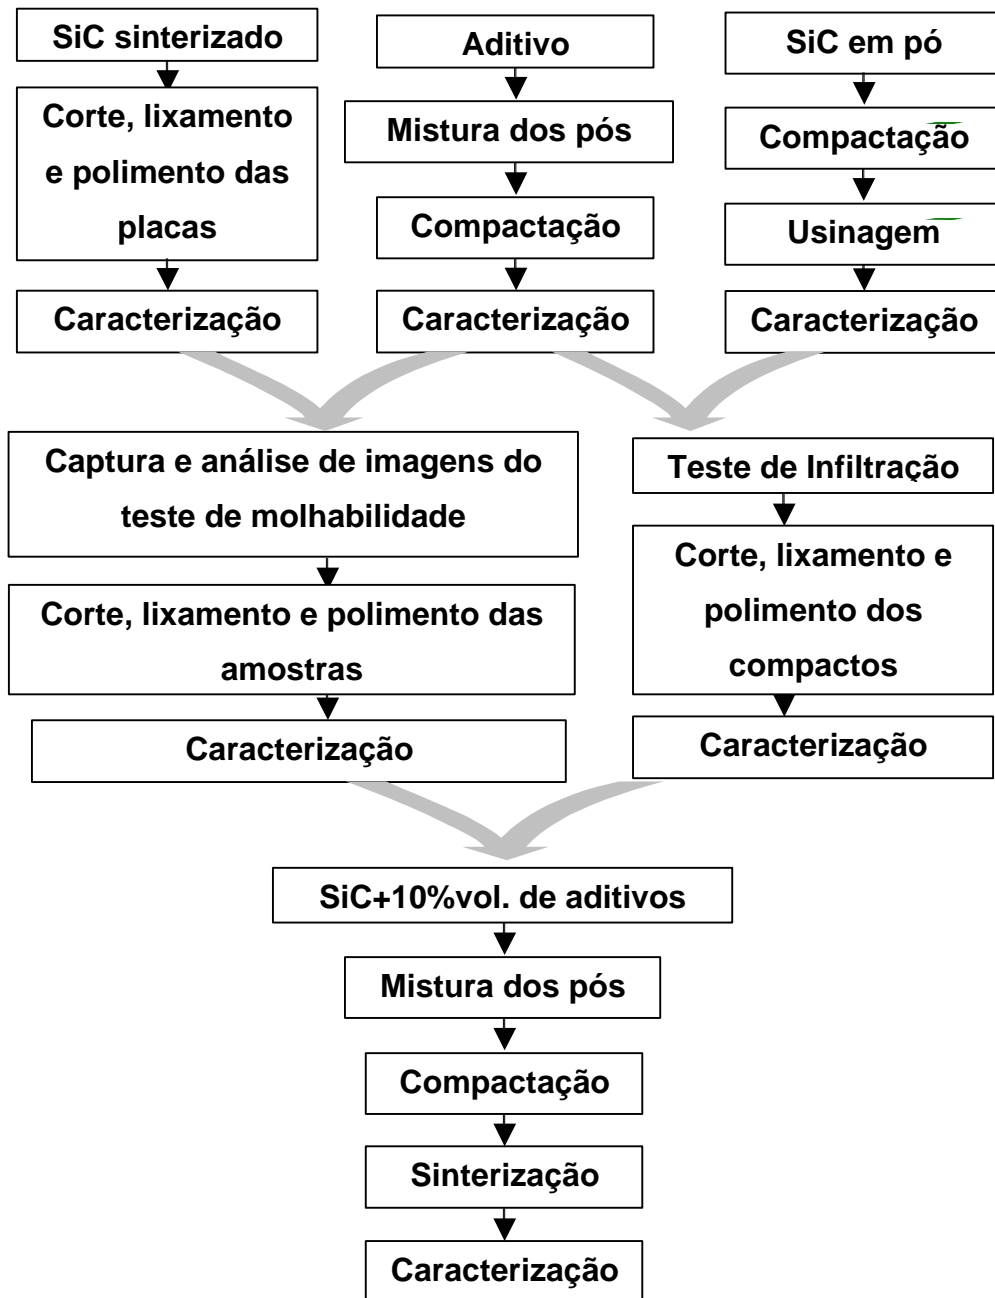 SiC sinterizado
Corte, lixamento
e polimento das
placas
Caracterização
Aditivo
Mistura dos pós
Compactação
Caracterização
SiC em pó
Compactação
Usinagem
Caracterização
Captura e análise de imagens do
teste de molhabilidade
Corte, lixamento e polimento das
amostras
Caracterização
Teste de Infiltração
Corte, lixamento e
polimento dos
compactos
Caracterização
SiC+10%vol. de aditivos
Mistura dos pós
Compactação
Sinterização
Caracterização